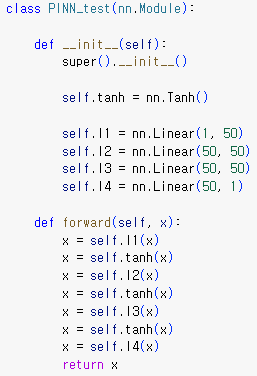 class PINN_test(nn.Module):
def __init__(self):
super().__init__()
self.tanh = nn.Tanh()
self.l1 = nn.Linear(1, 50)
self.l2 = nn.Linear(50, 50)
self.l3 = nn.Linear(50, 50)
self.l4 = nn.Linear(50, 1)
def forward(self, x):
x = self.l1(x)
x = self.tanh(x)
x = self.l2(x)
x = self.tanh(x)
x = self.l3(x)
x = self.tanh(x)
x = self.l4(x)
return x